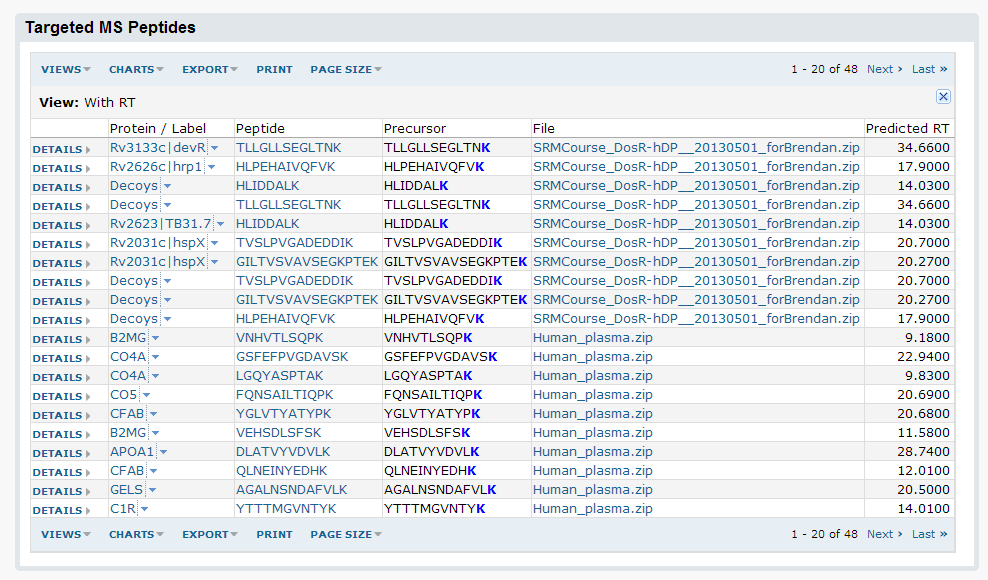 Targeted MS Peptides
VIEWS CHARTS EXPORT PRINT PAGE SIZE 1 - 20 of 48 Next › Last »
View: With RT
Protein / Label Peptide Precursor File Predicted RT
DETAILS Rv3133c|devR TLLGLLSEGLTNK TLLGLLSEGLTNK SRMCourse_DosR-hDP__20130501_forBrendan.zip 34.6600
DETAILS Rv2626c|hrp1 HLPEHAIVQFVK HLPEHAIVQFVK SRMCourse_DosR-hDP__20130501_forBrendan.zip 17.9000
DETAILS Decoys HLIDDALK HLIDDALK SRMCourse_DosR-hDP__20130501_forBrendan.zip 14.0300
DETAILS Decoys TLLGLLSEGLTNK TLLGLLSEGLTNK SRMCourse_DosR-hDP__20130501_forBrendan.zip 34.6600
DETAILS Rv2623|TB31.7 HLIDDALK HLIDDALK SRMCourse_DosR-hDP__20130501_forBrendan.zip 14.0300
DETAILS Rv2031c|hspX TVSLPVGADEDDIK TVSLPVGADEDDIK SRMCourse_DosR-hDP__20130501_forBrendan.zip 20.7000
DETAILS Rv2031c|hspX GILTVSVAVSEGKPTEK GILTVSVAVSEGKPTEK SRMCourse_DosR-hDP__20130501_forBrendan.zip 20.2700
DETAILS Decoys TVSLPVGADEDDIK TVSLPVGADEDDIK SRMCourse_DosR-hDP__20130501_forBrendan.zip 20.7000
DETAILS Decoys GILTVSVAVSEGKPTEK GILTVSVAVSEGKPTEK SRMCourse_DosR-hDP__20130501_forBrendan.zip 20.2700
DETAILS Decoys HLPEHAIVQFVK HLPEHAIVQFVK SRMCourse_DosR-hDP__20130501_forBrendan.zip 17.9000
DETAILS B2MG VNHVTLSQPK VNHVTLSQPK Human_plasma.zip 9.1800
DETAILS CO4A GSFEFPVGDAVSK GSFEFPVGDAVSK Human_plasma.zip 22.9400
DETAILS CO4A LGQYASPTAK LGQYASPTAK Human_plasma.zip 9.8300
DETAILS CO5 FQNSAILTIQPK FQNSAILTIQPK Human_plasma.zip 20.6900
DETAILS CFAB YGLVTYATYPK YGLVTYATYPK Human_plasma.zip 20.6800
DETAILS B2MG VEHSDLSFSK VEHSDLSFSK Human_plasma.zip 11.5800
DETAILS APOA1 DLATVYVDVLK DLATVYVDVLK Human_plasma.zip 28.7400
DETAILS CFAB QLNEINYEDHK QLNEINYEDHK Human_plasma.zip 12.0100
DETAILS GELS AGALNSNDAFVLK AGALNSNDAFVLK Human_plasma.zip 20.5000
DETAILS C1R YTTTMGVNTYK YTTTMGVNTYK Human_plasma.zip 14.0100
VIEWS CHARTS EXPORT PRINT PAGE SIZE 1 - 20 of 48 Next › Last »